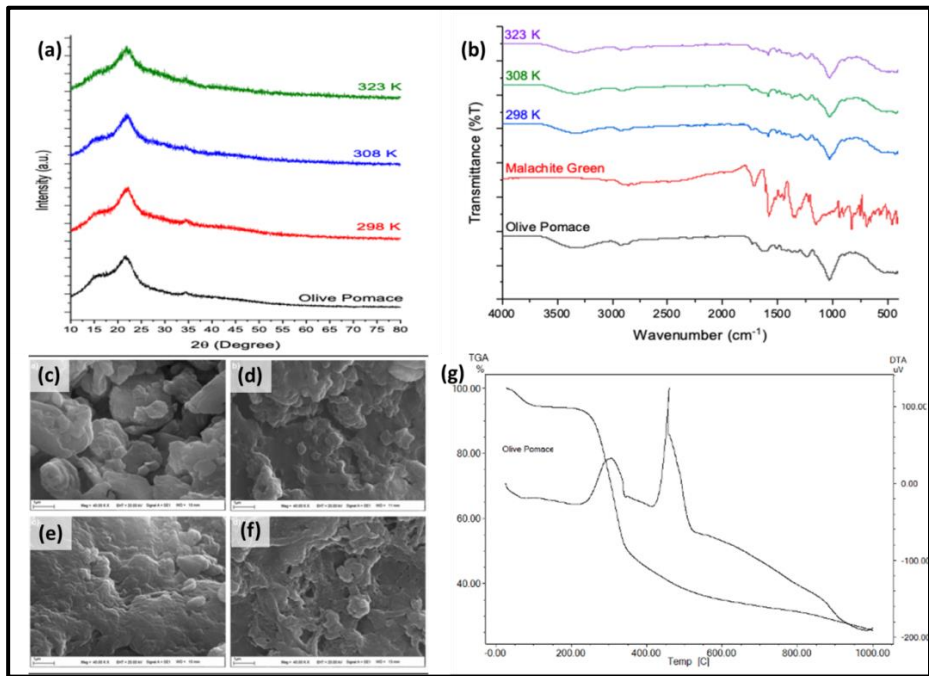 (a)
323 K
308 K
298 K
Olive Pomace
Intensity (a.u.)
10 15 20 25 30 35 40 45 50 55 60 65 70 75 80
2θ (Degree)
(b)
323 K
308 K
298 K
Malachite Green
Olive Pomace
Transmittance (%T)
4000 3500 3000 2500 2000 1500 1000 500
Wavenumber (cm⁻¹)
(c)
(d)
(e)
(f)
(g)
TGA
%
DTA
uV
100.00
80.00
60.00
40.00
100.00
0.00
-100.00
-200.00
Olive Pomace
-0.00 200.00 400.00 600.00 800.00 1000.00
Temp [C]